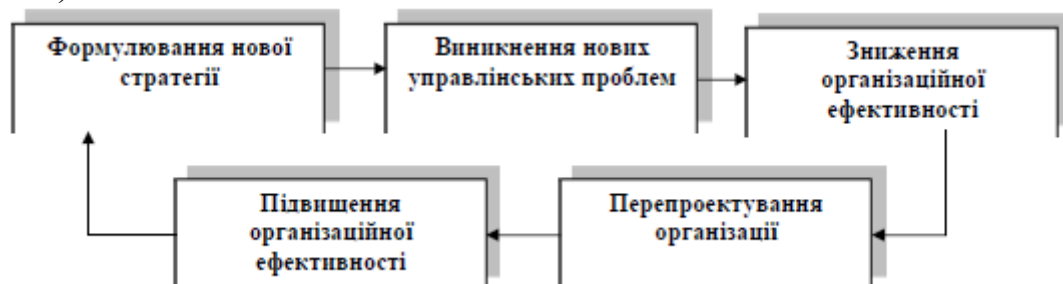 Формулювання нової
стратегії
Виникнення нових
управлінських проблем
Зниження
організаційної
ефективності
Підвищення
організаційної
ефективності
Перепроектування
організації